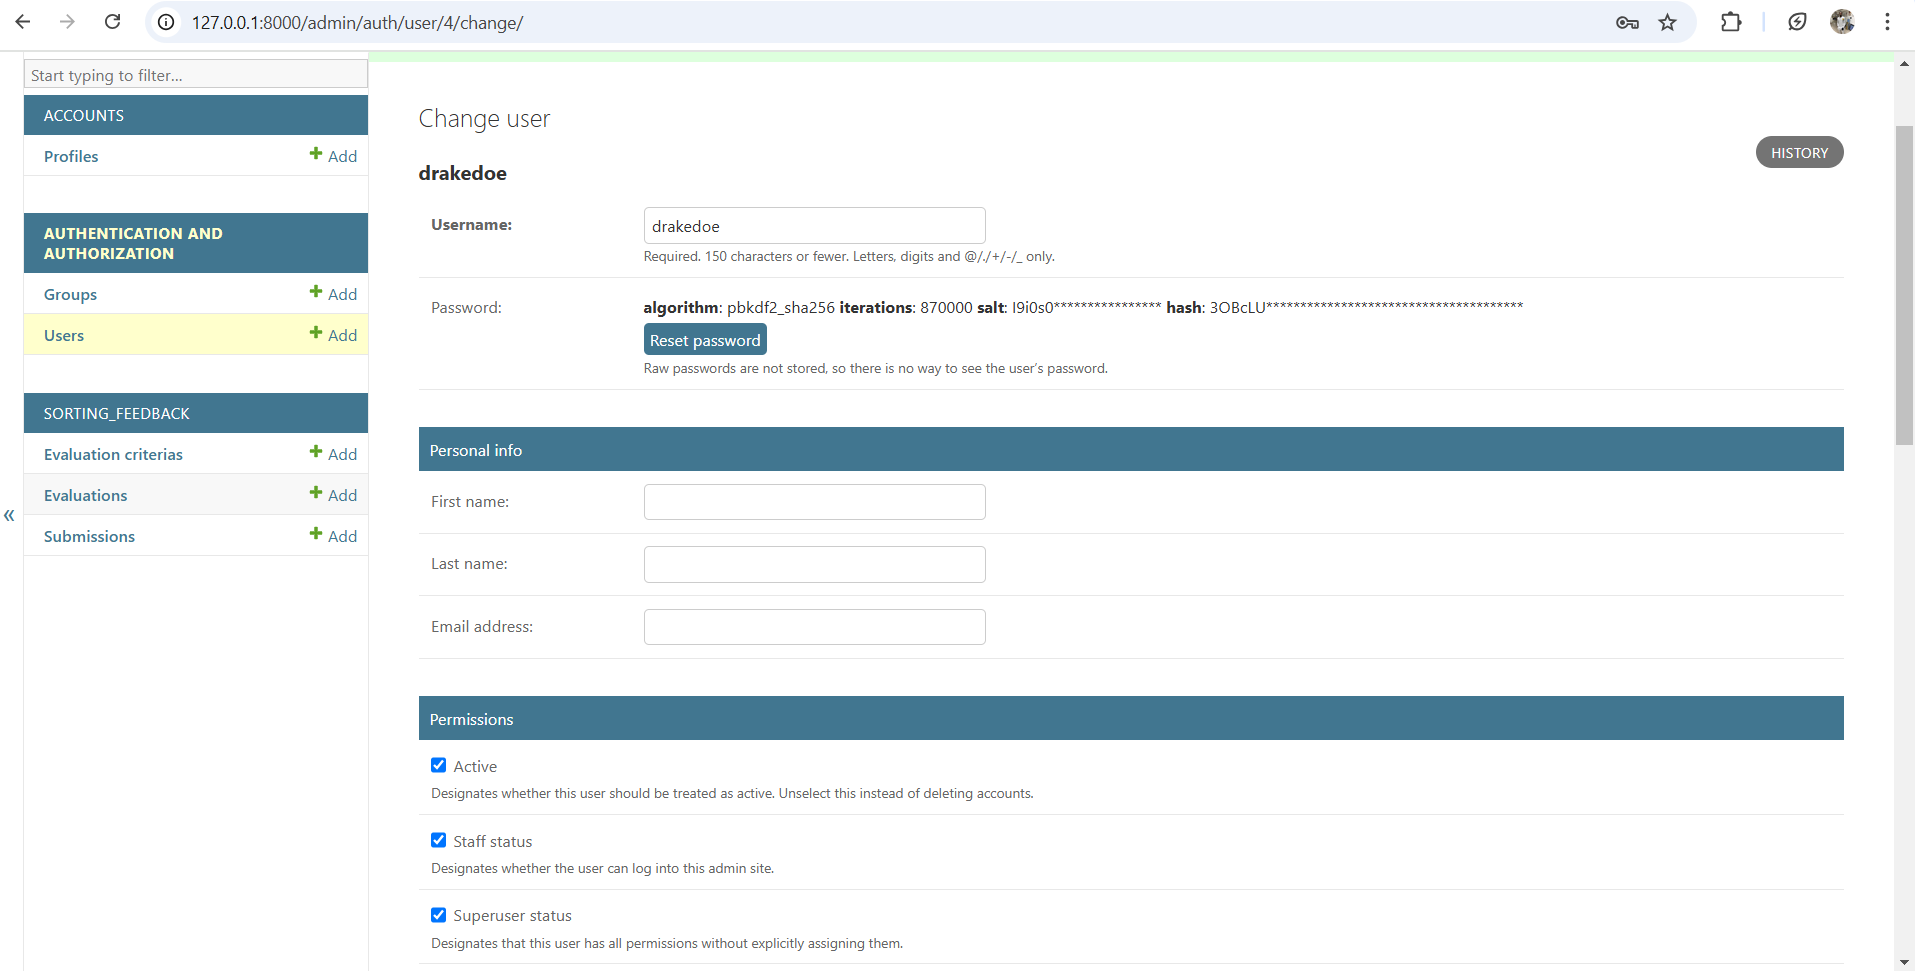 127.0.0.1:8000/admin/auth/user/4/change/
Start typing to filter...
ACCOUNTS
Profiles
Add
AUTHENTICATION AND
AUTHORIZATION
Groups
Add
Users
Add
SORTING_FEEDBACK
Evaluation criterias
Add
Evaluations
Add
Submissions
Add
«
Change user
HISTORY
drakedoe
Username:
drakedoe
Required. 150 characters or fewer. Letters, digits and @/./+/-/_ only.
Password:
algorithm: pbkdf2_sha256 iterations: 870000 salt: I9i0s0**************** hash: 3OBcLU**************************************
Reset password
Raw passwords are not stored, so there is no way to see the user’s password.
Personal info
First name:
Last name:
Email address:
Permissions
Active
Designates whether this user should be treated as active. Unselect this instead of deleting accounts.
Staff status
Designates whether the user can log into this admin site.
Superuser status
Designates that this user has all permissions without explicitly assigning them.